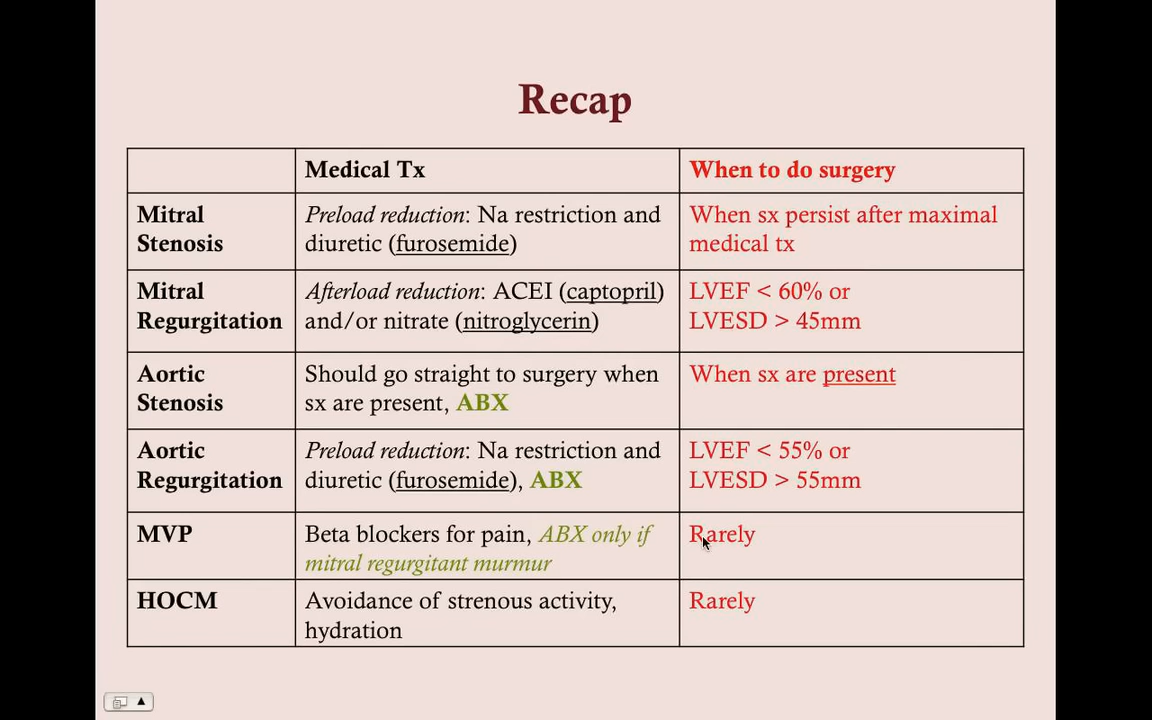 Recap
Medical Tx
When to do surgery
Mitral
Stenosis
Preload reduction: Na restriction and
diuretic (furosemide)
When sx persist after maximal
medical tx
Mitral
Regurgitation
Afterload reduction: ACEI (captopril)
and/or nitrate (nitroglycerin)
LVEF < 60% or
LVESD > 45mm
Aortic
Stenosis
Should go straight to surgery when
sx are present, ABX
When sx are present
Aortic
Regurgitation
Preload reduction: Na restriction and
diuretic (furosemide), ABX
LVEF < 55% or
LVESD > 55mm
MVP
Beta blockers for pain, ABX only if
mitral regurgitant murmur
Rarely
HOCM
Avoidance of strenous activity,
hydration
Rarely